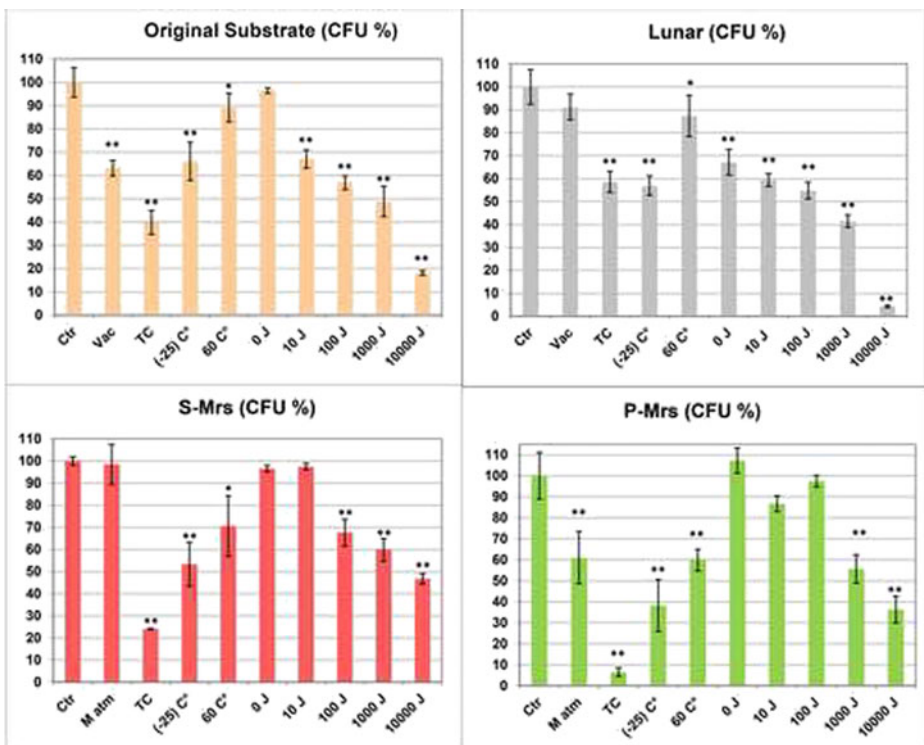 Original Substrate (CFU %)
110
100
90
80
70
60
50
40
30
20
10
0
**
**
**
*
**
**
**
**
Ctr
Vac
TC
(-25) C°
60 C°
0 J
10 J
100 J
1000 J
10000 J
Lunar (CFU %)
110
100
90
80
70
60
50
40
30
20
10
0
**
**
*
**
**
**
**
**
Ctr
Vac
TC
(-25) C°
60 C°
0 J
10 J
100 J
1000 J
10000 J
S-Mrs (CFU %)
110
100
90
80
70
60
50
40
30
20
10
0
**
**
*
**
**
**
Ctr
M atm
TC
(-25) C°
60 C°
0 J
10 J
100 J
1000 J
10000 J
P-Mrs (CFU %)
110
100
90
80
70
60
50
40
30
20
10
0
**
**
**
**
**
**
Ctr
M atm
TC
(-25) C°
60 C°
0 J
10 J
100 J
1000 J
10000 J